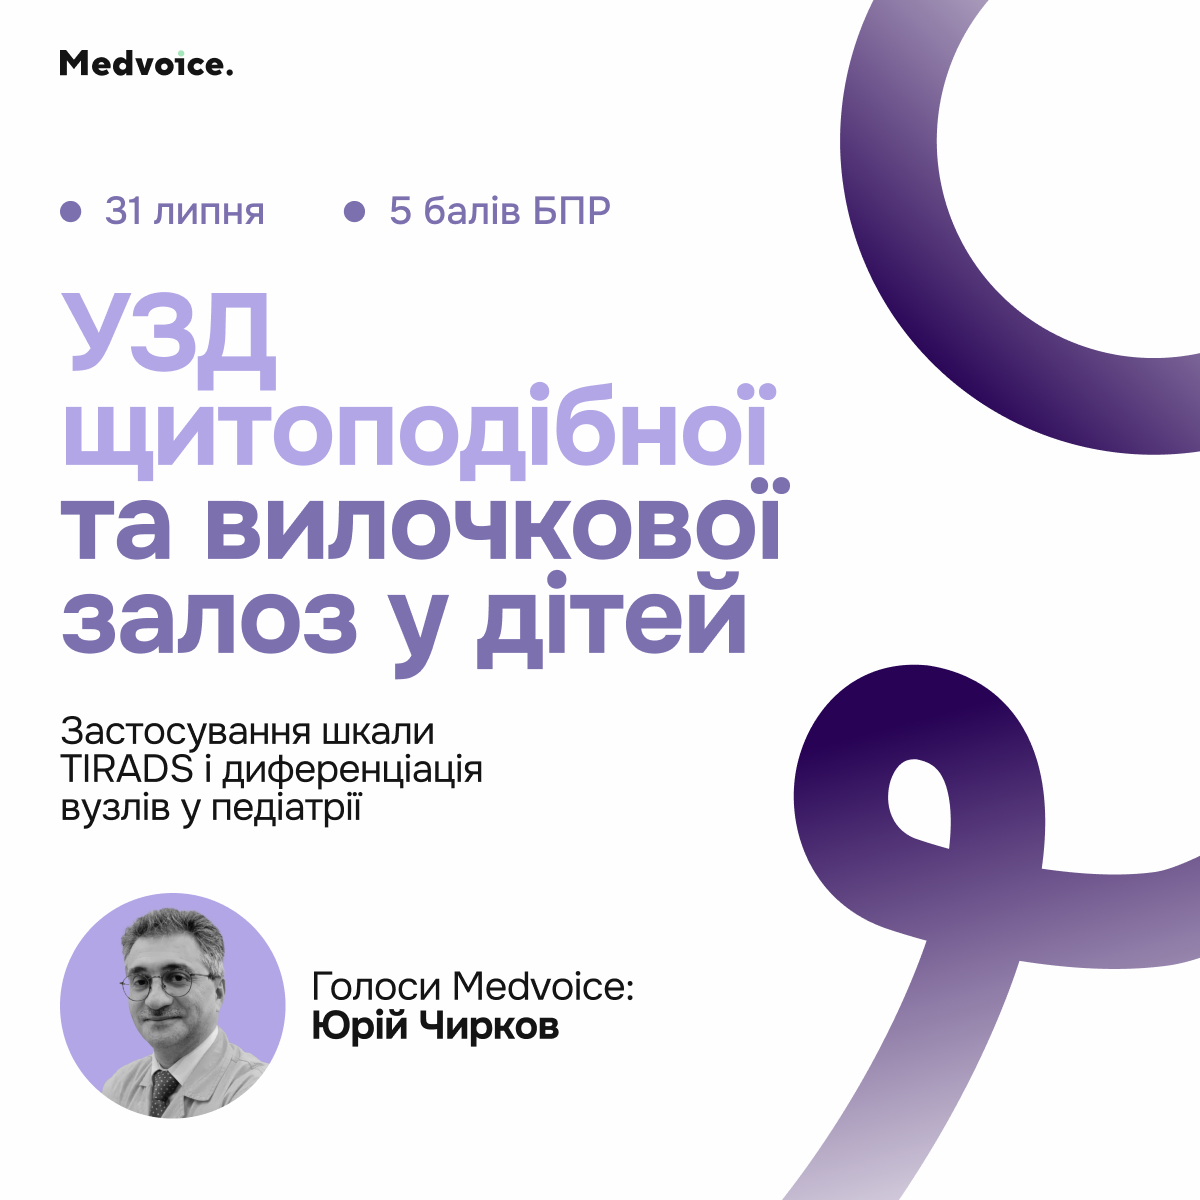 Medvoice.
31 липня
5 балів БПР
УЗД
щитоподібної
та вилочкової
залоз у дітей
Застосування шкали
TIRADS і диференціація
вузлів у педіатрії
Голоси Medvoice:
Юрій Чирков